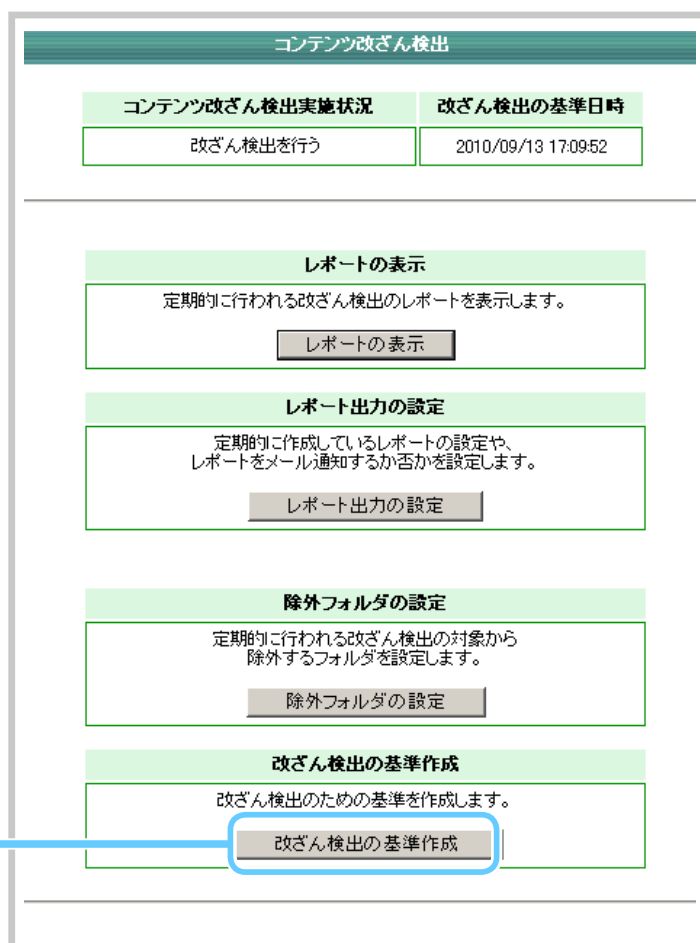 コンテンツ改ざん検出
コンテンツ改ざん検出実施状況 改ざん検出の基準日時
改ざん検出を行う 2010/09/13 17:09:52
レポートの表示
定期的に行われる改ざん検出のレポートを表示します。
レポートの表示
レポート出力の設定
定期的に作成しているレポートの設定や、
レポートをメール通知するか否かを設定します。
レポート出力の設定
除外フォルダの設定
定期的に行われる改ざん検出の対象から
除外するフォルダを設定します。
除外フォルダの設定
改ざん検出の基準作成
改ざん検出のための基準を作成します。
改ざん検出の基準作成